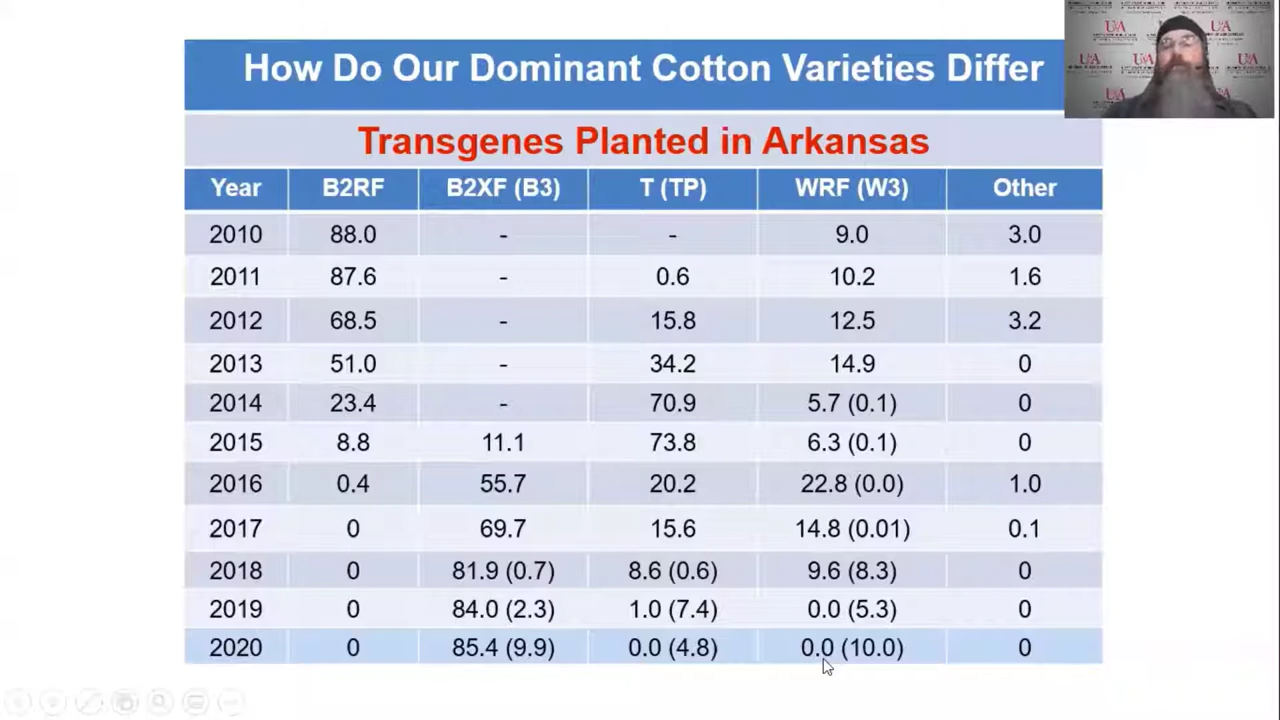 How Do Our Dominant Cotton Varieties Differ
Transgenes Planted in Arkansas
Year B2RF B2XF (B3) T (TP) WRF (W3) Other
2010 88.0 - - 9.0 3.0
2011 87.6 - 0.6 10.2 1.6
2012 68.5 - 15.8 12.5 3.2
2013 51.0 - 34.2 14.9 0
2014 23.4 - 70.9 5.7 (0.1) 0
2015 8.8 11.1 73.8 6.3 (0.1) 0
2016 0.4 55.7 20.2 22.8 (0.0) 1.0
2017 0 69.7 15.6 14.8 (0.01) 0.1
2018 0 81.9 (0.7) 8.6 (0.6) 9.6 (8.3) 0
2019 0 84.0 (2.3) 1.0 (7.4) 0.0 (5.3) 0
2020 0 85.4 (9.9) 0.0 (4.8) 0.0 (10.0) 0
UA UA
UA UA
UA UA